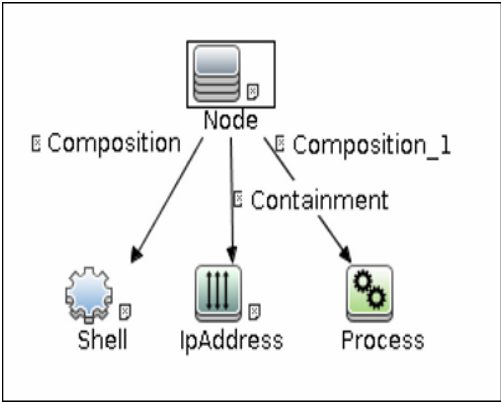 Node
Composition
Composition_1
Containment
Shell
IpAddress
Process